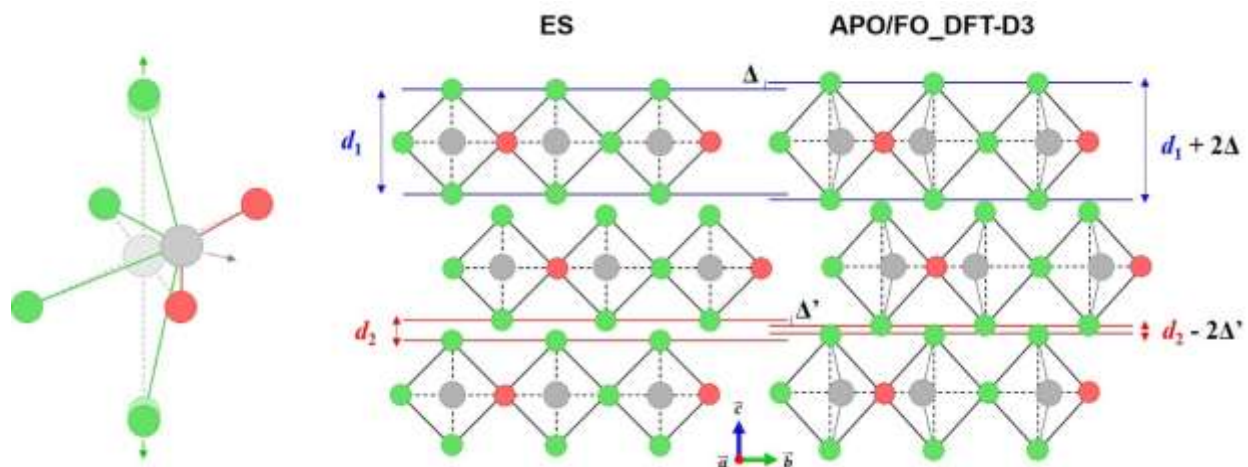 ES
APO/FO_DFT-D3
Δ
d₁
d₁ + 2Δ
Δ’
d₂
d₂ - 2Δ’
c
a
b